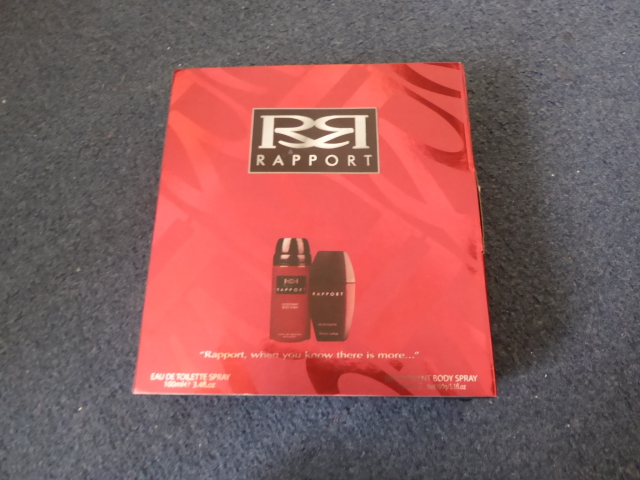 RR
RAPPORT
RR
RAPPORT
RAPPORT
"Rapport, when you know there is more..."
EAU DE TOILETTE SPRAY
100ml℮ 3.4fl.oz
BODY SPRAY